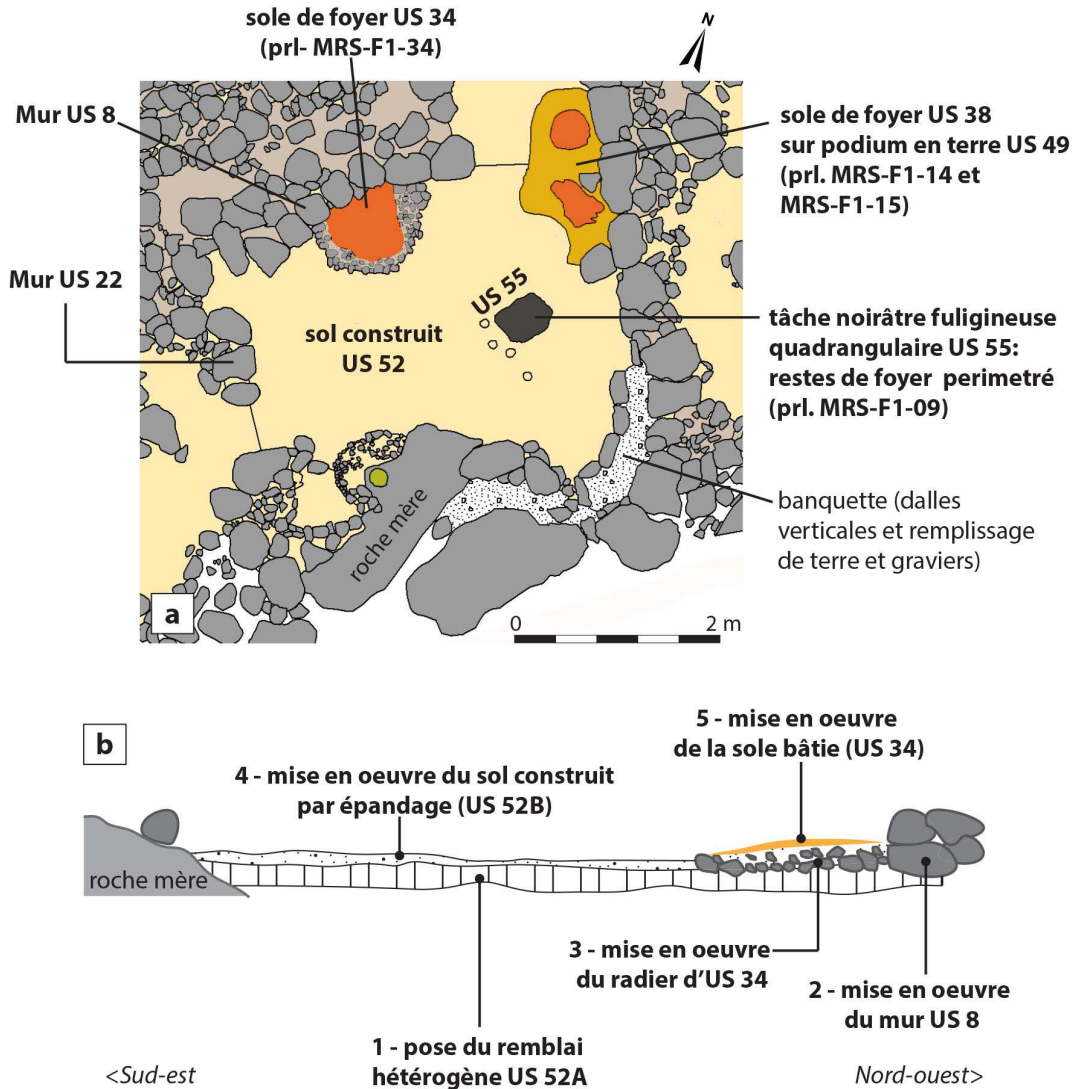 sole de foyer US 34
(prl- MRS-F1-34)
N
Mur US 8
sole de foyer US 38
sur podium en terre US 49
(prl. MRS-F1-14 et
MRS-F1-15)
Mur US 22
US 55
sol construit
US 52
tâche noirâtre fuligineuse
quadrangulaire US 55:
restes de foyer perimetré
(prl. MRS-F1-09)
roche mère
banquette (dalles
verticales et remplissage
de terre et graviers)
a
0 2 m
b
5 - mise en oeuvre
de la sole bâtie (US 34)
4 - mise en oeuvre du sol construit
par épandage (US 52B)
roche mère
3 - mise en oeuvre
du radier d'US 34
2 - mise en oeuvre
du mur US 8
1 - pose du remblai
hétérogène US 52A
<Sud-est
Nord-ouest>